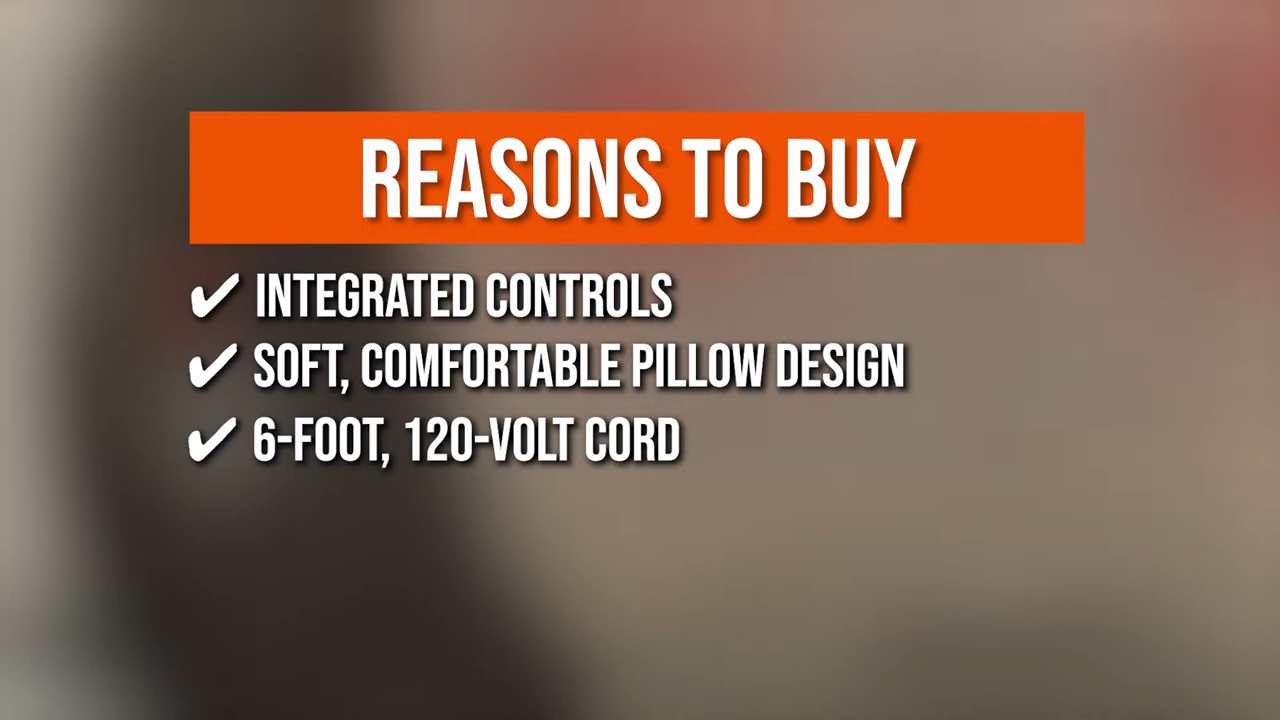 REASONS TO BUY
✔ INTEGRATED CONTROLS
✔ SOFT, COMFORTABLE PILLOW DESIGN
✔ 6-FOOT, 120-VOLT CORD